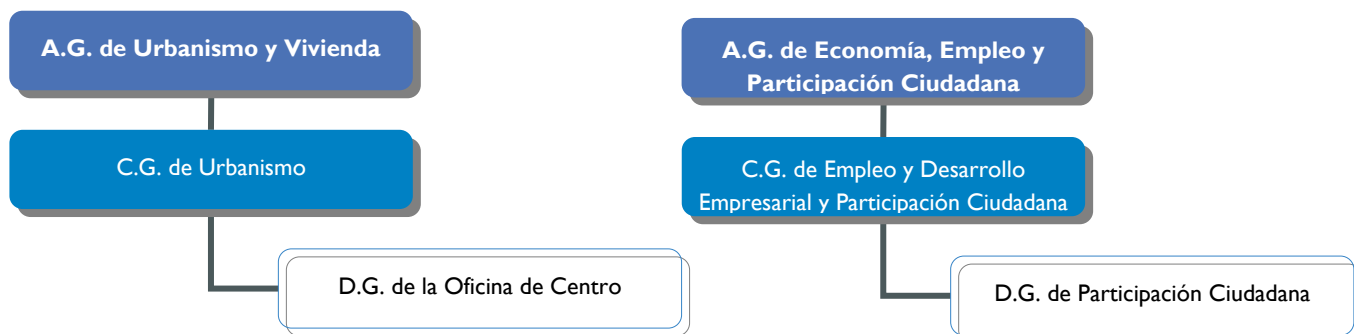 A.G. de Urbanismo y Vivienda
C.G. de Urbanismo
D.G. de la Oficina de Centro
A.G. de Economía, Empleo y
Participación Ciudadana
C.G. de Empleo y Desarrollo
Empresarial y Participación Ciudadana
D.G. de Participación Ciudadana